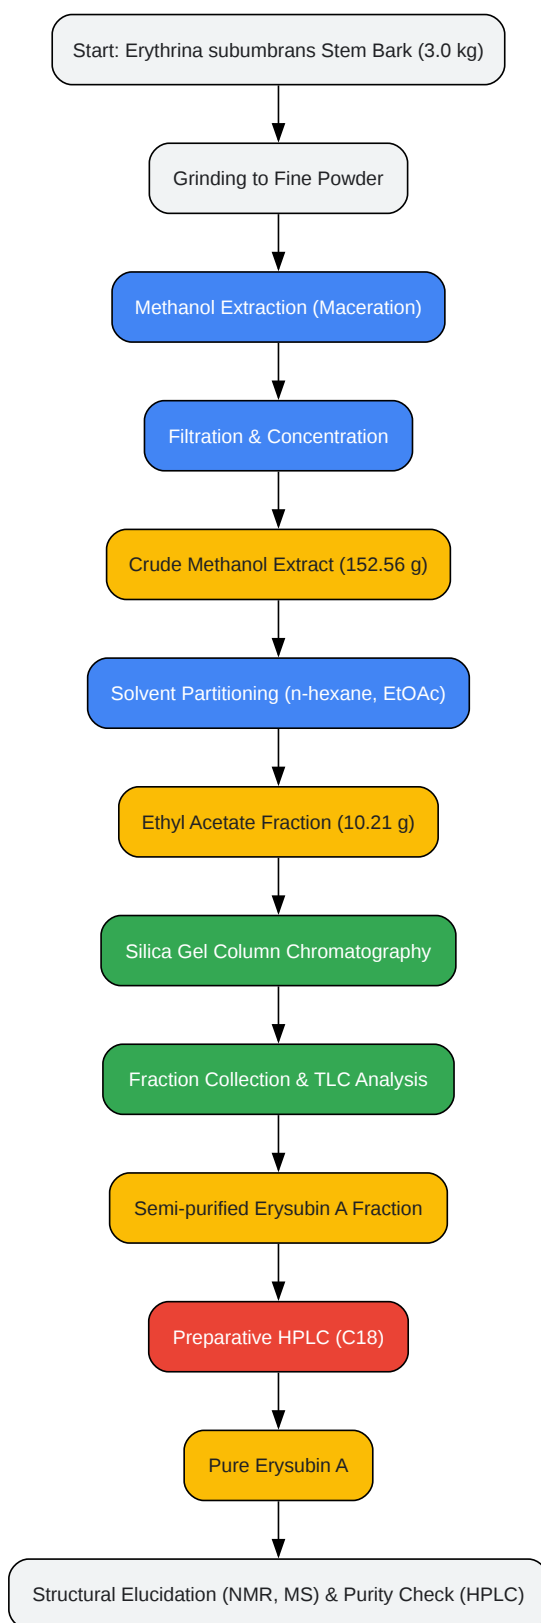 Start: Erythrina subumbrans Stem Bark (3.0 kg)
Grinding to Fine Powder
Methanol Extraction (Maceration)
Filtration & Concentration
Crude Methanol Extract (152.56 g)
Solvent Partitioning (n-hexane, EtOAc)
Ethyl Acetate Fraction (10.21 g)
Silica Gel Column Chromatography
Fraction Collection & TLC Analysis
Semi-purified Erysubin A Fraction
Preparative HPLC (C18)
Pure Erysubin A
Structural Elucidation (NMR, MS) & Purity Check (HPLC)